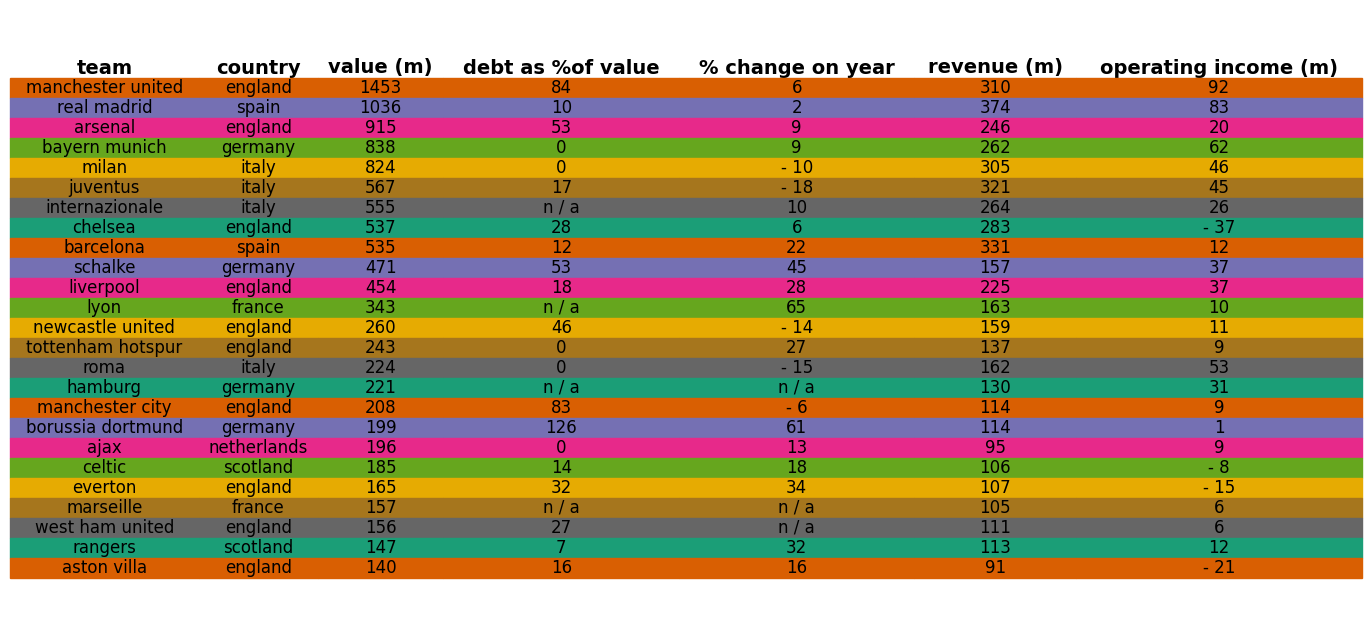 team country value (m) debt as %of value % change on year revenue (m) operating income (m)
manchester united england 1453 84 6 310 92
real madrid spain 1036 10 2 374 83
arsenal england 915 53 9 246 20
bayern munich germany 838 0 9 262 62
milan italy 824 0 - 10 305 46
juventus italy 567 17 - 18 321 45
internazionale italy 555 n / a 10 264 26
chelsea england 537 28 6 283 - 37
barcelona spain 535 12 22 331 12
schalke germany 471 53 45 157 37
liverpool england 454 18 28 225 37
lyon france 343 n / a 65 163 10
newcastle united england 260 46 - 14 159 11
tottenham hotspur england 243 0 27 137 9
roma italy 224 0 - 15 162 53
hamburg germany 221 n / a n / a 130 31
manchester city england 208 83 - 6 114 9
borussia dortmund germany 199 126 61 114 1
ajax netherlands 196 0 13 95 9
celtic scotland 185 14 18 106 - 8
everton england 165 32 34 107 - 15
marseille france 157 n / a n / a 105 6
west ham united england 156 27 n / a 111 6
rangers scotland 147 7 32 113 12
aston villa england 140 16 16 91 - 21